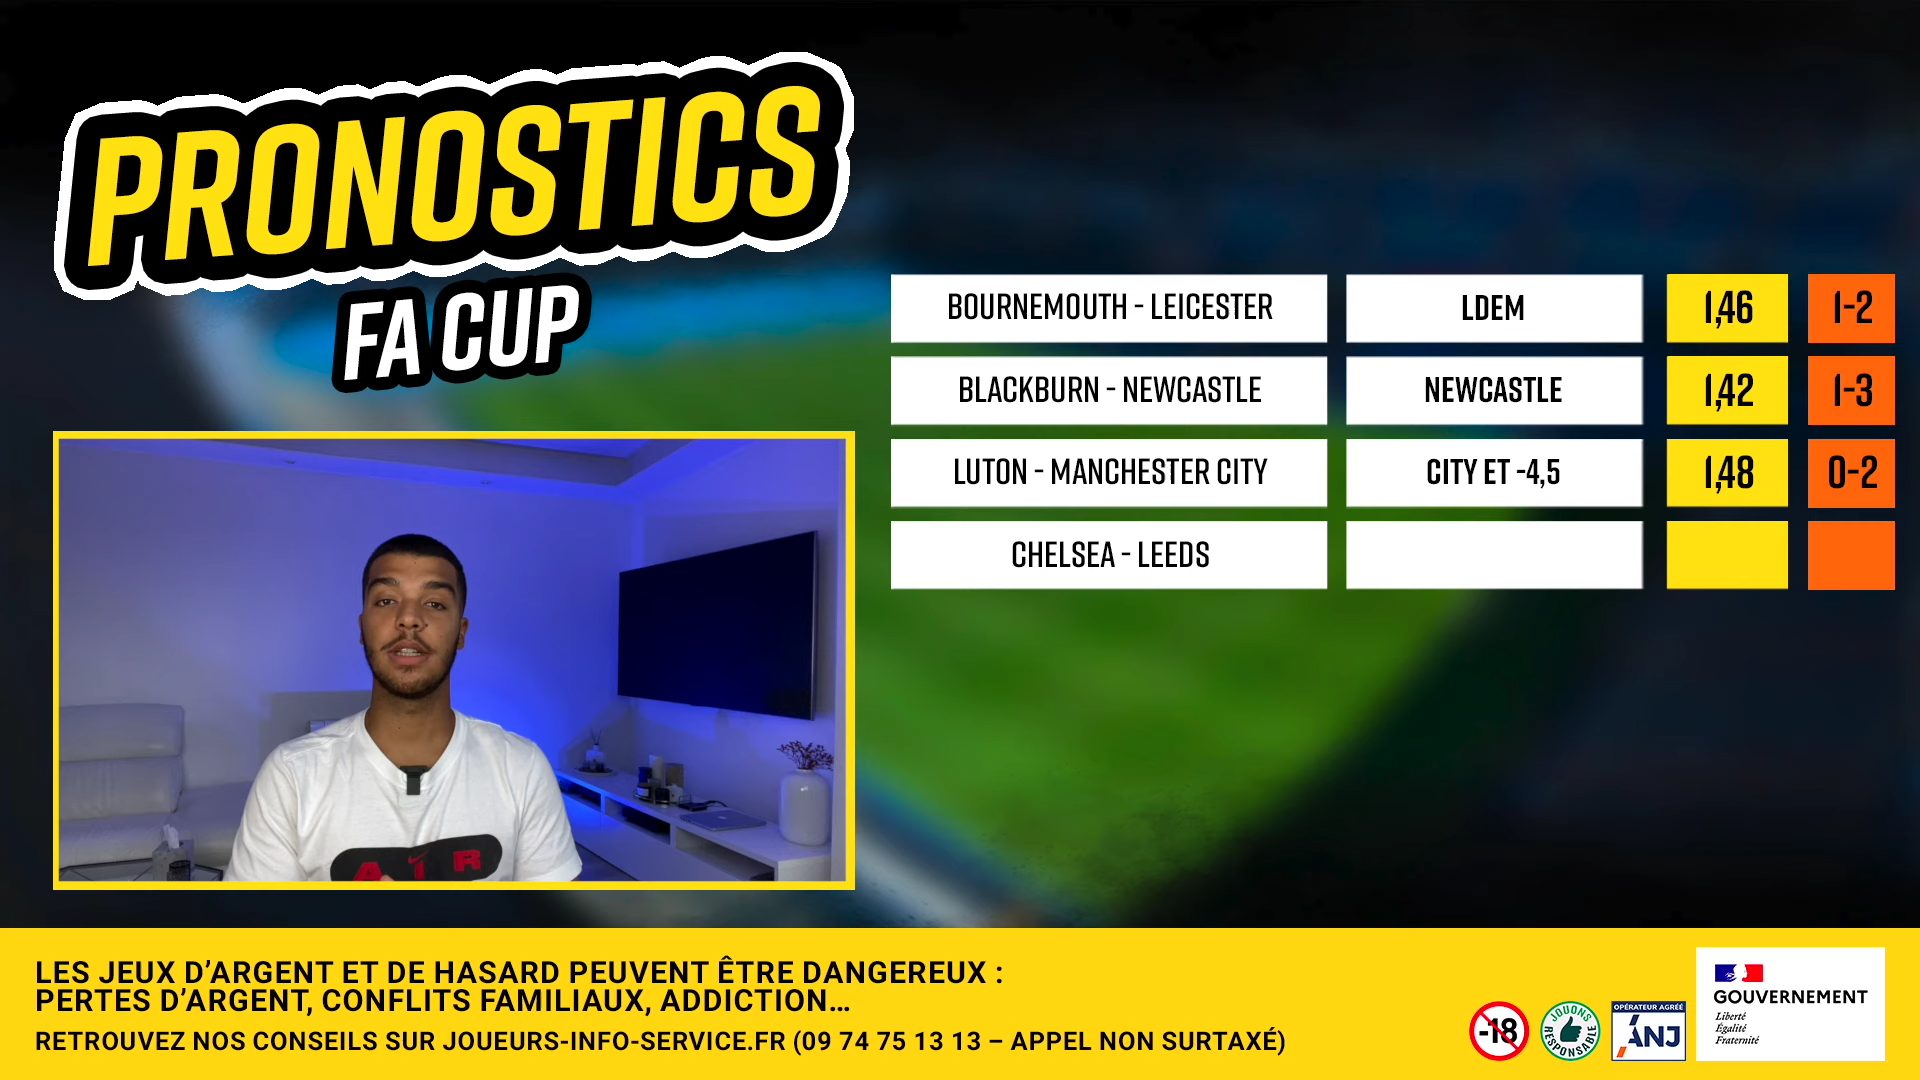 PRONOSTICS
FA CUP
BOURNEMOUTH - LEICESTER LDEM 1,46 1-2
BLACKBURN - NEWCASTLE NEWCASTLE 1,42 1-3
LUTON - MANCHESTER CITY CITY ET -4,5 1,48 0-2
CHELSEA - LEEDS
AIR
LES JEUX D’ARGENT ET DE HASARD PEUVENT ÊTRE DANGEREUX :
PERTES D’ARGENT, CONFLITS FAMILIAUX, ADDICTION…
RETROUVEZ NOS CONSEILS SUR JOUEURS-INFO-SERVICE.FR (09 74 75 13 13 – APPEL NON SURTAXÉ)
-18
JOUONS RESPONSABLE
OPÉRATEUR AGRÉÉ
ANJ
GOUVERNEMENT
Liberté
Égalité
Fraternité